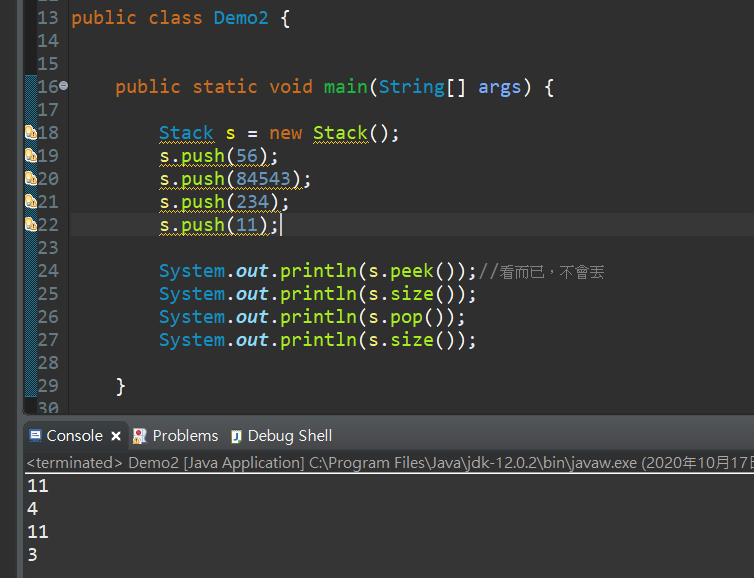 13 public class Demo2 {
14
15
16 public static void main(String[] args) {
17
18 Stack s = new Stack();
19 s.push(56);
20 s.push(84543);
21 s.push(234);
22 s.push(11);
23
24 System.out.println(s.peek());//看而已，不會丟
25 System.out.println(s.size());
26 System.out.println(s.pop());
27 System.out.println(s.size());
28
29 }
30
Console Problems Debug Shell
<terminated> Demo2 [Java Application] C:\Program Files\Java\jdk-12.0.2\bin\javaw.exe (2020年10月17日
11
4
11
3